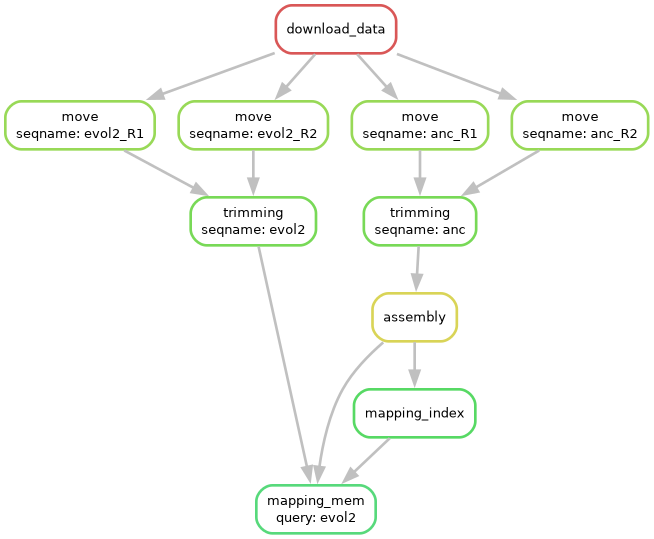 download_data
move
seqname: evol2_R1
move
seqname: evol2_R2
move
seqname: anc_R1
move
seqname: anc_R2
trimming
seqname: evol2
trimming
seqname: anc
assembly
mapping_index
mapping_mem
query: evol2